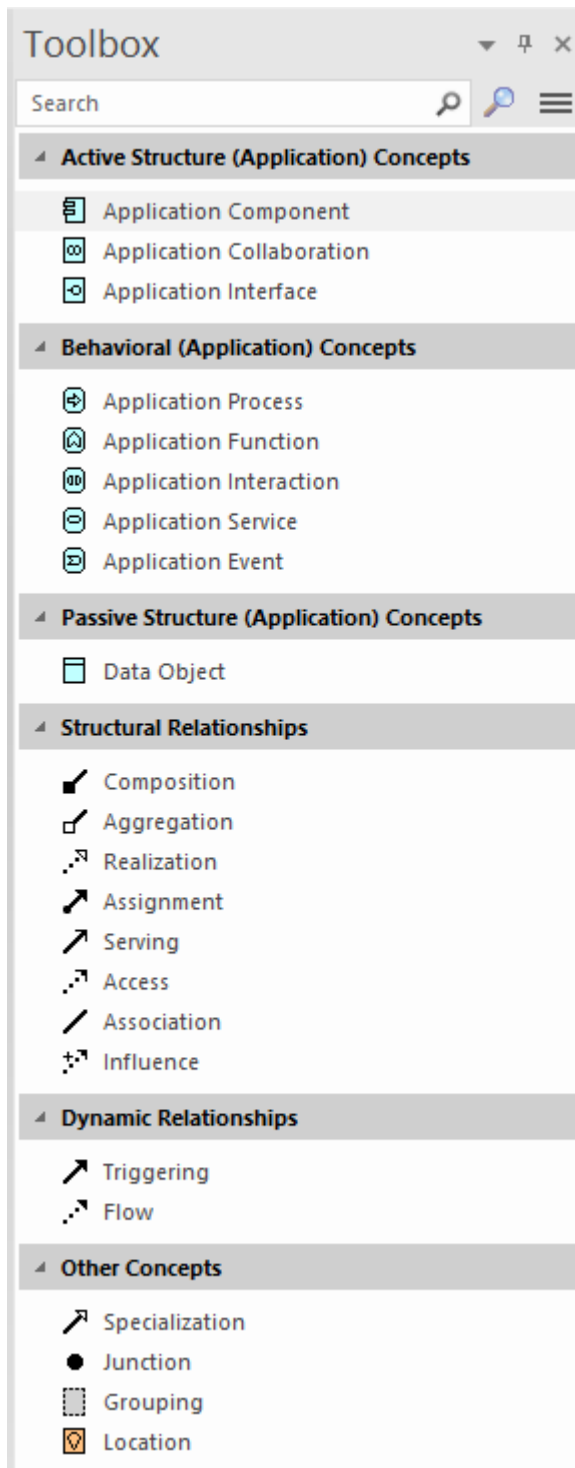 Toolbox
Search
Active Structure (Application) Concepts
Application Component
Application Collaboration
Application Interface
Behavioral (Application) Concepts
Application Process
Application Function
Application Interaction
Application Service
Application Event
Passive Structure (Application) Concepts
Data Object
Structural Relationships
Composition
Aggregation
Realization
Assignment
Serving
Access
Association
Influence
Dynamic Relationships
Triggering
Flow
Other Concepts
Specialization
Junction
Grouping
Location